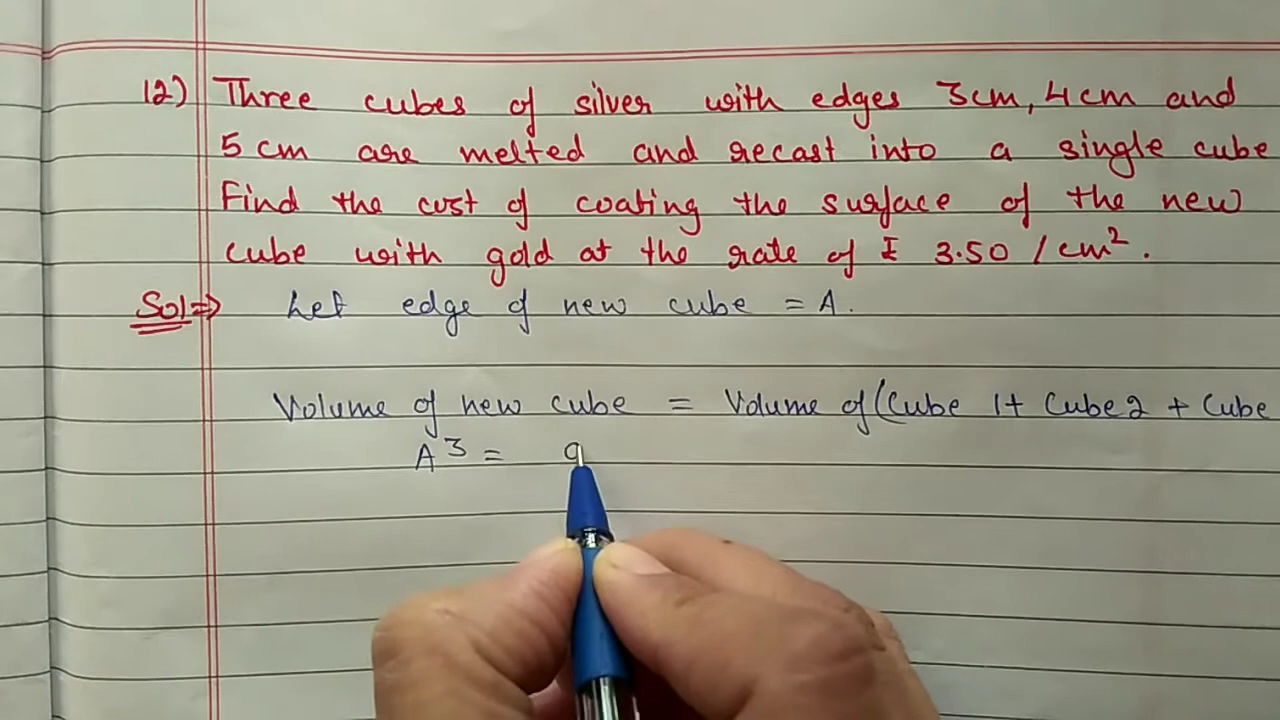 12) Three cubes of silver with edges 3cm, 4cm and
5 cm are melted and recast into a single cube
Find the cost of coating the surface of the new
cube with gold at the rate of ₹ 3.50 / cm².
Sol⇒ Let edge of new cube = A.
Volume of new cube = Volume of (Cube 1 + Cube 2 + Cube
A³ =